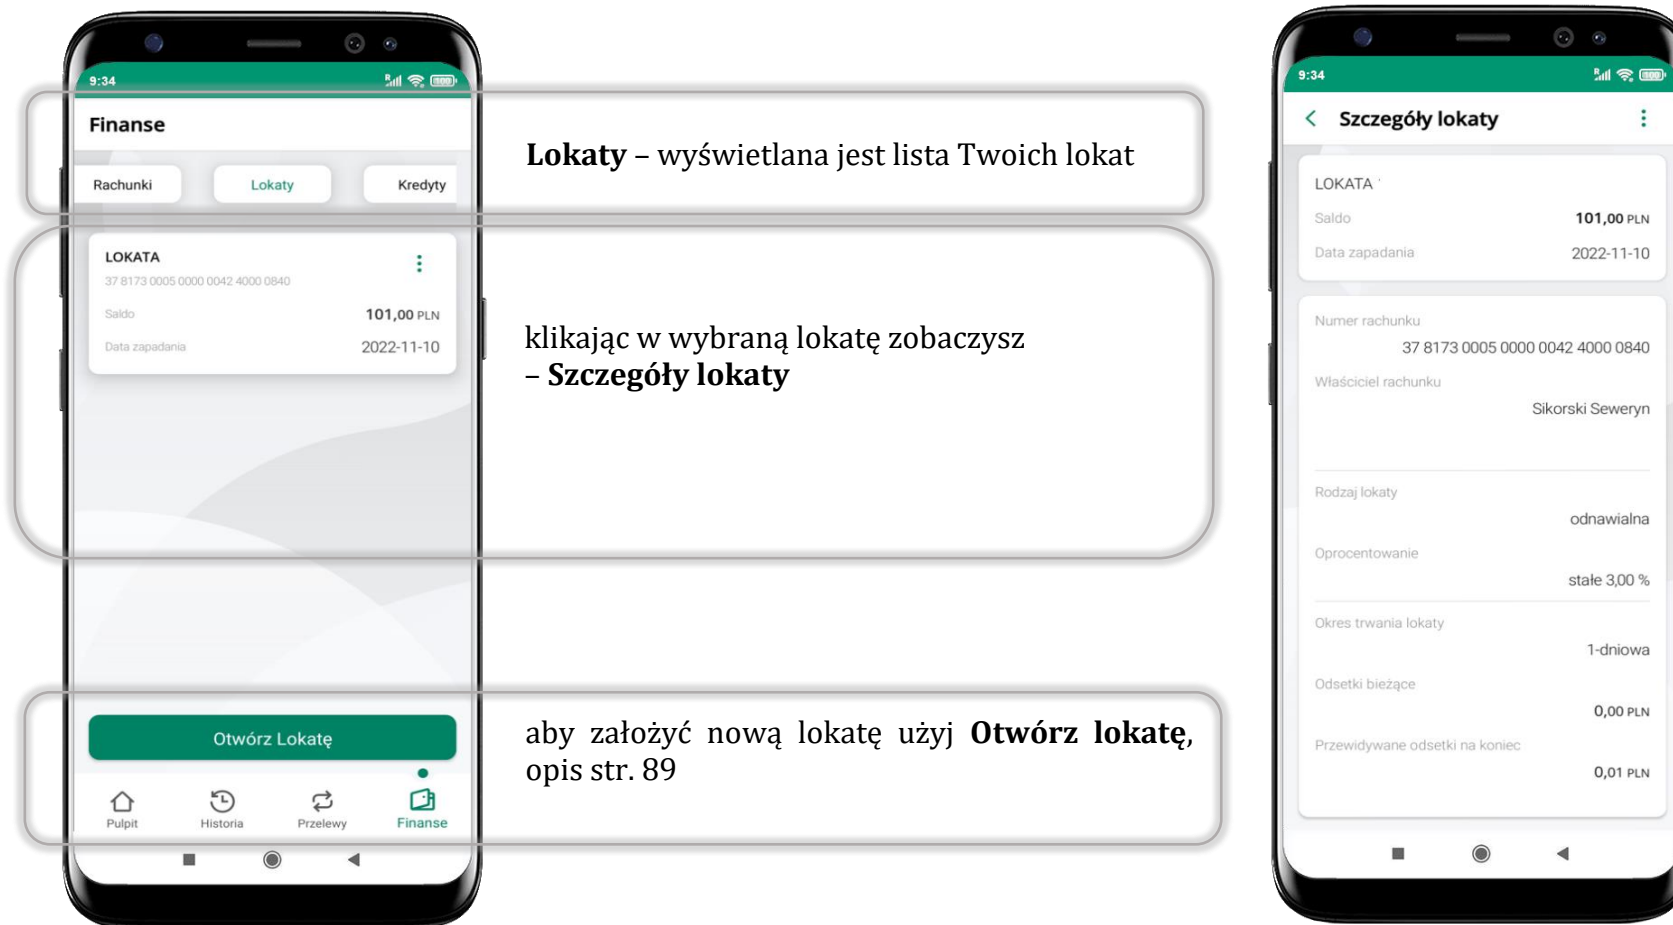 9:34
Finanse
Rachunki Lokaty Kredyty
LOKATA
37 8173 0005 0000 0042 4000 0840
Saldo 101,00 PLN
Data zapadania 2022-11-10
Otwórz Lokatę
Pulpit Historia Przelewy Finanse
Lokaty – wyświetlana jest lista Twoich lokat
klikając w wybraną lokatę zobaczysz
– Szczegóły lokaty
aby założyć nową lokatę użyj Otwórz lokatę,
opis str. 89
9:34
Szczegóły lokaty
LOKATA
Saldo 101,00 PLN
Data zapadania 2022-11-10
Numer rachunku
37 8173 0005 0000 0042 4000 0840
Właściciel rachunku
Sikorski Seweryn
Rodzaj lokaty
odnawialna
Oprocentowanie
stałe 3,00 %
Okres trwania lokaty
1-dniowa
Odsetki bieżące
0,00 PLN
Przewidywane odsetki na koniec
0,01 PLN